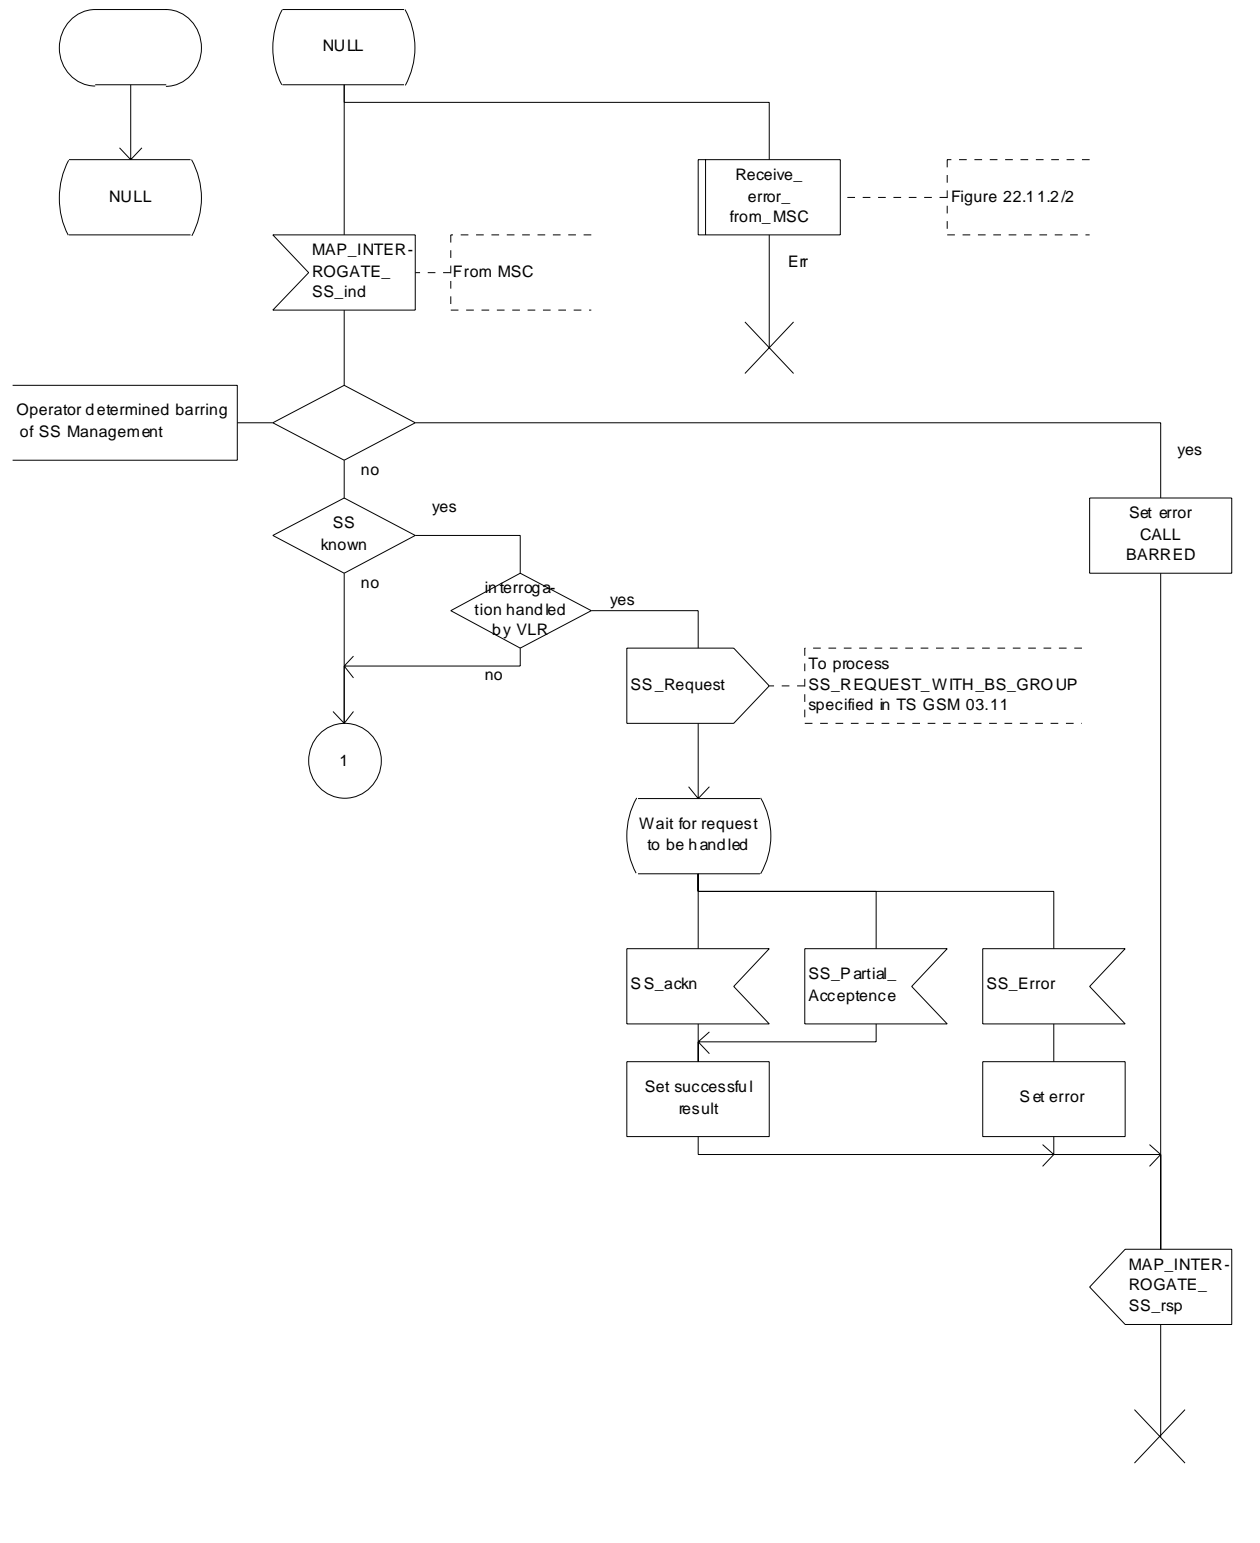 NULL
NULL
Receive_
error_
from_MSC
Figure 22.11.2/2
MAP_INTER-
ROGATE_
SS_ind
From MSC
Err
Operator determined barring
of SS Management
no
yes
SS
known
yes
Set error
CALL
BARRED
no
interroga-
tion handled
by VLR
yes
no
SS_Request
To process
SS_REQUEST_WITH_BS_GROUP
specified in TS GSM 03.11
1
Wait for request
to be handled
SS_ackn
SS_Partial_
Acceptence
SS_Error
Set successful
result
Set error
MAP_INTER-
ROGATE_
SS_rsp